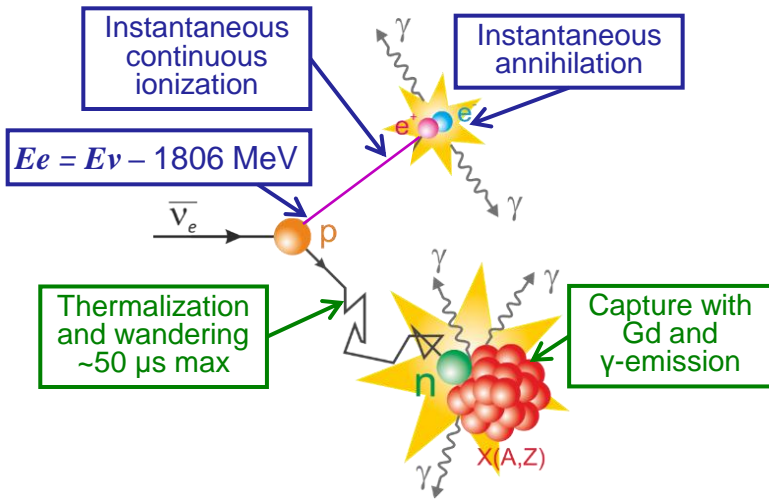 Instantaneous
continuous
ionization
γ
Instantaneous
annihilation
e⁺
e⁻
Ee = Eν – 1806 MeV
γ
ν̅ₑ
p
Thermalization
and wandering
~50 µs max
γ
γ
Capture with
Gd and
γ-emission
n
X(A,Z)
γ
γ